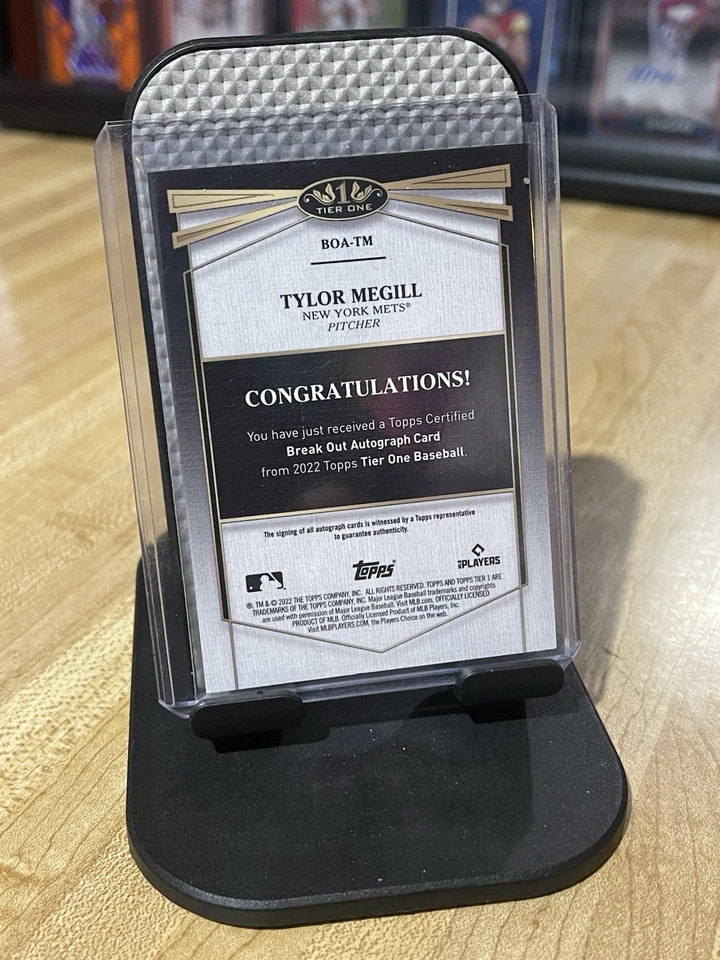 1
TIER ONE
BOA-TM
TYLOR MEGILL
NEW YORK METS®
PITCHER
CONGRATULATIONS!
You have just received a Topps Certified
Break Out Autograph Card
from 2022 Topps Tier One Baseball.
The signing of all autograph cards is witnessed by a Topps representative
to guarantee authenticity.
topps®
PLAYERS
®, TM & © 2022 THE TOPPS COMPANY, INC. ALL RIGHTS RESERVED. TOPPS AND TOPPS TIER 1 ARE
TRADEMARKS OF THE TOPPS COMPANY, INC. Major League Baseball trademarks and copyrights
are used with permission of Major League Baseball. Visit MLB.com. OFFICIALLY LICENSED
PRODUCT OF MLB Players, Inc. Officially Licensed Product of MLB Players, Inc.
Visit MLBPLAYERS.com, the Players Choice on the web.